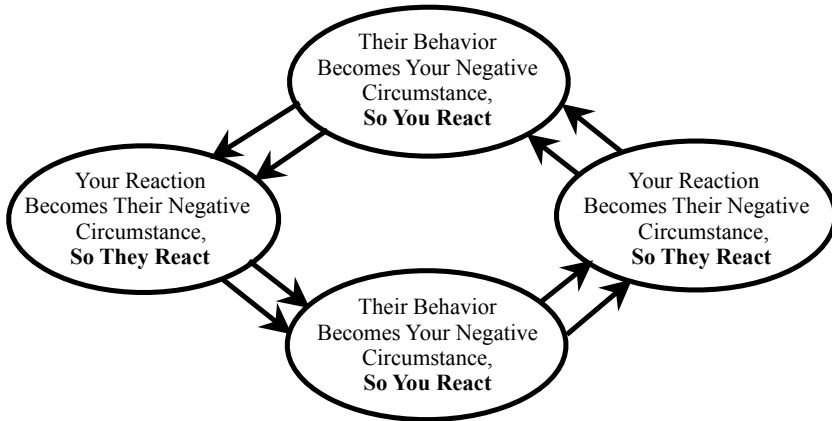 Their Behavior
Becomes Your Negative
Circumstance,
So You React
Your Reaction
Becomes Their Negative
Circumstance,
So They React
Your Reaction
Becomes Their Negative
Circumstance,
So They React
Their Behavior
Becomes Your Negative
Circumstance,
So You React